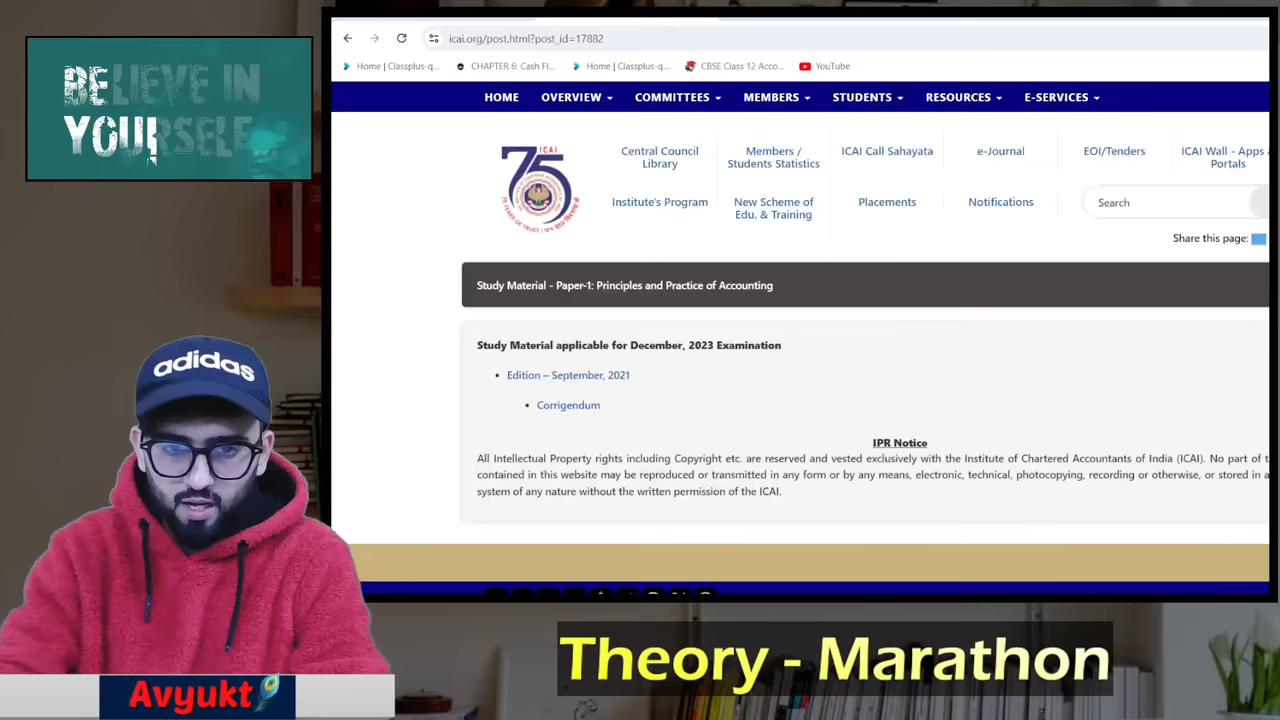 BELIEVE IN
YOURSELF
icai.org/post.html?post_id=17882
Home | Classplus-q...
CHAPTER 6: Cash Fl...
Home | Classplus-q...
CBSE Class 12 Acco...
YouTube
HOME
OVERVIEW
COMMITTEES
MEMBERS
STUDENTS
RESOURCES
E-SERVICES
ICAI
75
Central Council
Library
Members /
Students Statistics
ICAI Call Sahayata
e-Journal
EOI/Tenders
ICAI Wall - Apps
Portals
Institute's Program
New Scheme of
Edu. & Training
Placements
Notifications
Search
Share this page:
Study Material - Paper-1: Principles and Practice of Accounting
Study Material applicable for December, 2023 Examination
Edition – September, 2021
Corrigendum
IPR Notice
All Intellectual Property rights including Copyright etc. are reserved and vested exclusively with the Institute of Chartered Accountants of India (ICAI). No part of
contained in this website may be reproduced or transmitted in any form or by any means, electronic, technical, photocopying, recording or otherwise, or stored in
system of any nature without the written permission of the ICAI.
adidas
Theory - Marathon
Avyukt